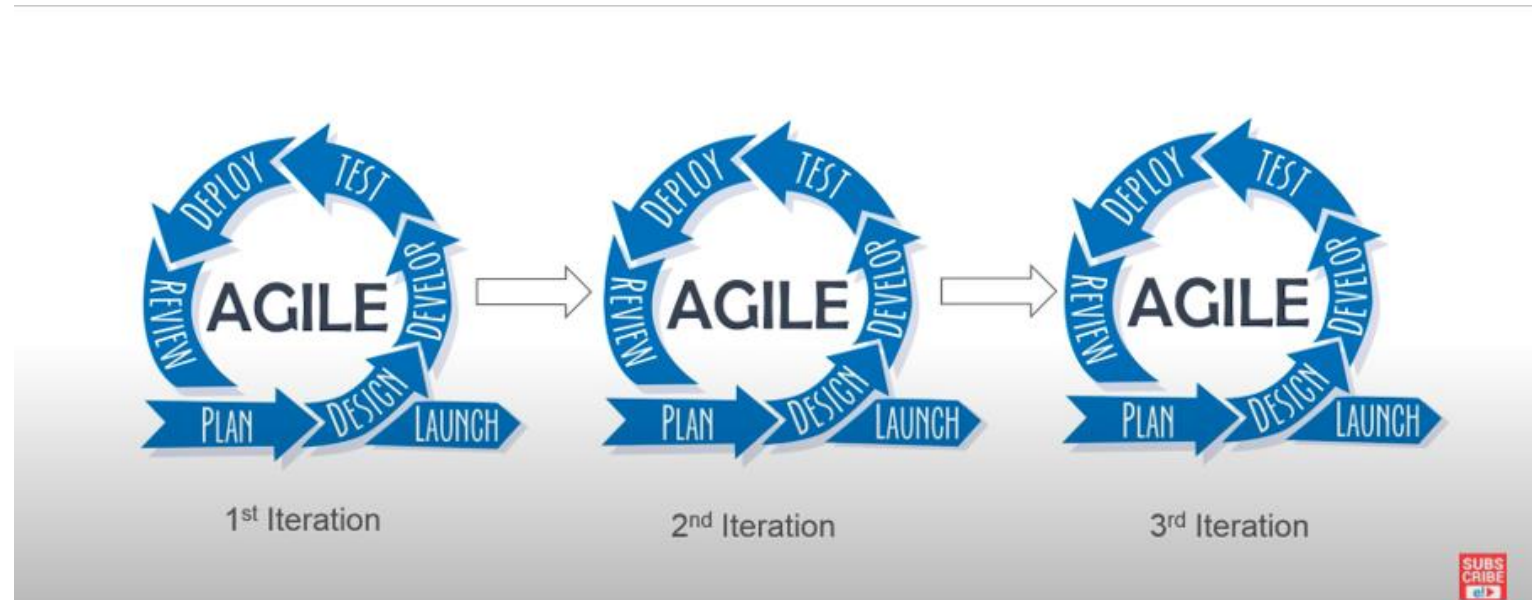 DEPLOY
TEST
REVIEW
AGILE
DEVELOP
PLAN
DESIGN
LAUNCH
1st Iteration
DEPLOY
TEST
REVIEW
AGILE
DEVELOP
PLAN
DESIGN
LAUNCH
2nd Iteration
DEPLOY
TEST
REVIEW
AGILE
DEVELOP
PLAN
DESIGN
LAUNCH
3rd Iteration
SUBS
CRIBE
e!